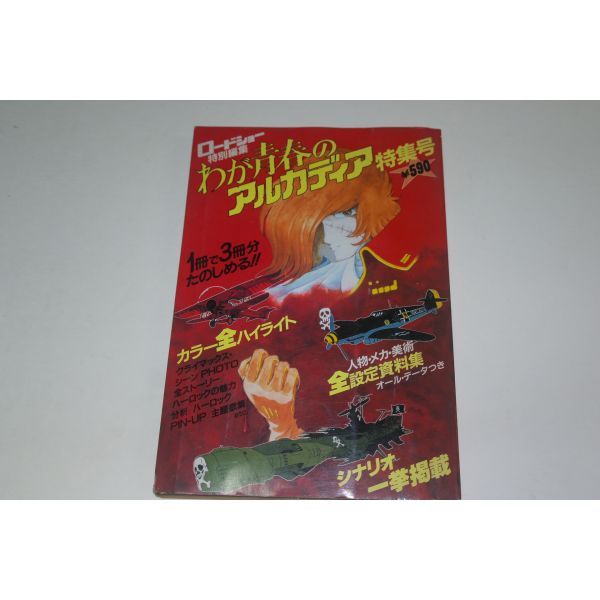 ロードショー
特別編集
わが青春の
アルカディア
特集号
¥590
1冊で3冊分
たのしめる!!
カラー全ハイライト
クライマックス・
シーンPHOTO
全ストーリー
ハーロックの魅力
分析 ハーロック
PIN-UP 主題歌集
人物・メカ・美術
全設定資料集
オール・データつき
シナリオ
一挙掲載